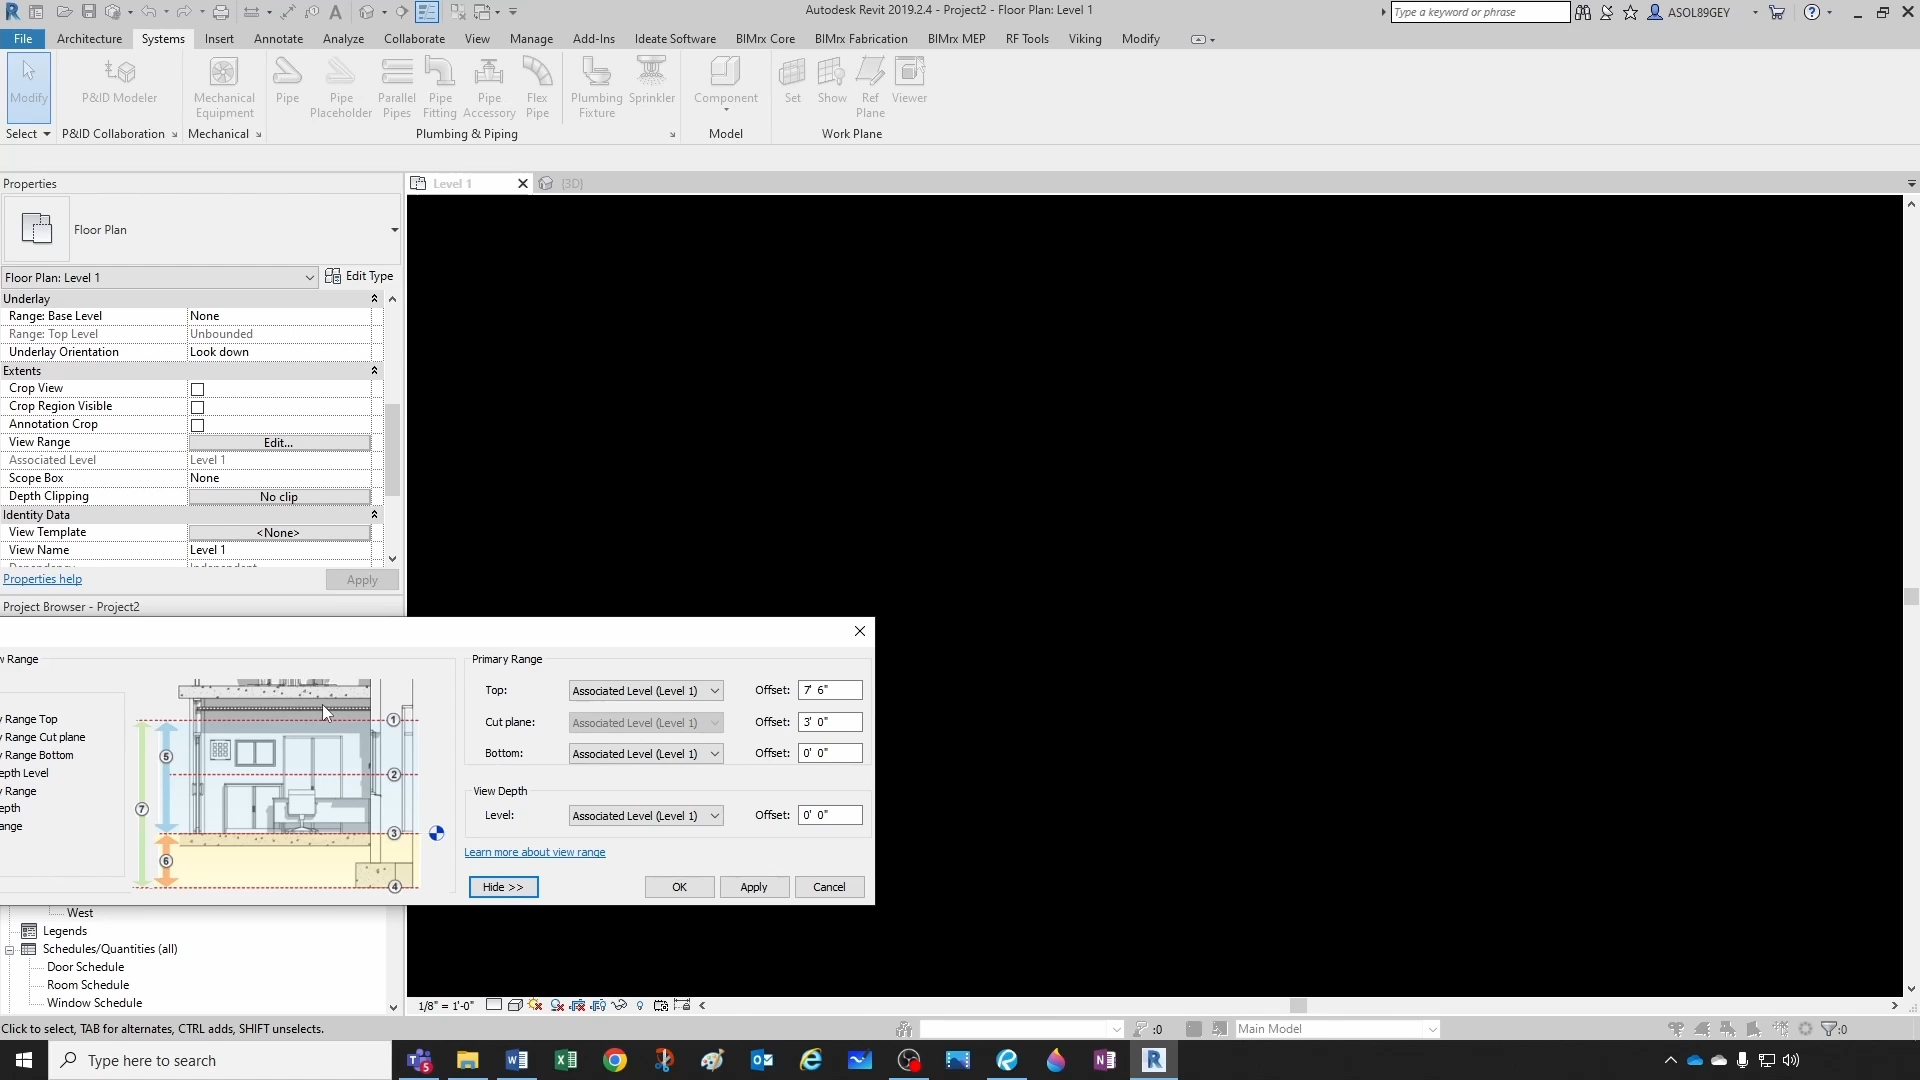 Autodesk Revit 2019.2.4 - Project2 - Floor Plan: Level 1
Type a keyword or phrase
ASOL89GEY
File Architecture Systems Insert Annotate Analyze Collaborate View Manage Add-Ins Ideate Software BIMrx Core BIMrx Fabrication BIMrx MEP RF Tools Viking Modify
Modify
P&ID Modeler
Mechanical
Equipment
Pipe
Pipe
Placeholder
Parallel
Pipes
Pipe
Fitting
Pipe
Accessory
Flex
Pipe
Plumbing
Fixture
Sprinkler
Component
Set
Show
Ref
Plane
Viewer
Select P&ID Collaboration Mechanical Plumbing & Piping Model Work Plane
Properties
Level 1
{3D}
Floor Plan
Floor Plan: Level 1
Edit Type
Underlay
Range: Base Level None
Range: Top Level Unbounded
Underlay Orientation Look down
Extents
Crop View
Crop Region Visible
Annotation Crop
View Range Edit...
Associated Level Level 1
Scope Box None
Depth Clipping No clip
Identity Data
View Template <None>
View Name Level 1
Dependency Independent
Properties help
Apply
Project Browser - Project2
w Range
y Range Top
y Range Cut plane
y Range Bottom
epth Level
y Range
epth
ange
1
2
3
4
5
6
7
Primary Range
Top: Associated Level (Level 1) Offset: 7' 6"
Cut plane: Associated Level (Level 1) Offset: 3' 0"
Bottom: Associated Level (Level 1) Offset: 0' 0"
View Depth
Level: Associated Level (Level 1) Offset: 0' 0"
Learn more about view range
Hide >>
OK
Apply
Cancel
West
Legends
Schedules/Quantities (all)
Door Schedule
Room Schedule
Window Schedule
1/8" = 1'-0"
Click to select, TAB for alternates, CTRL adds, SHIFT unselects.
:0
Main Model
:0
Type here to search
5